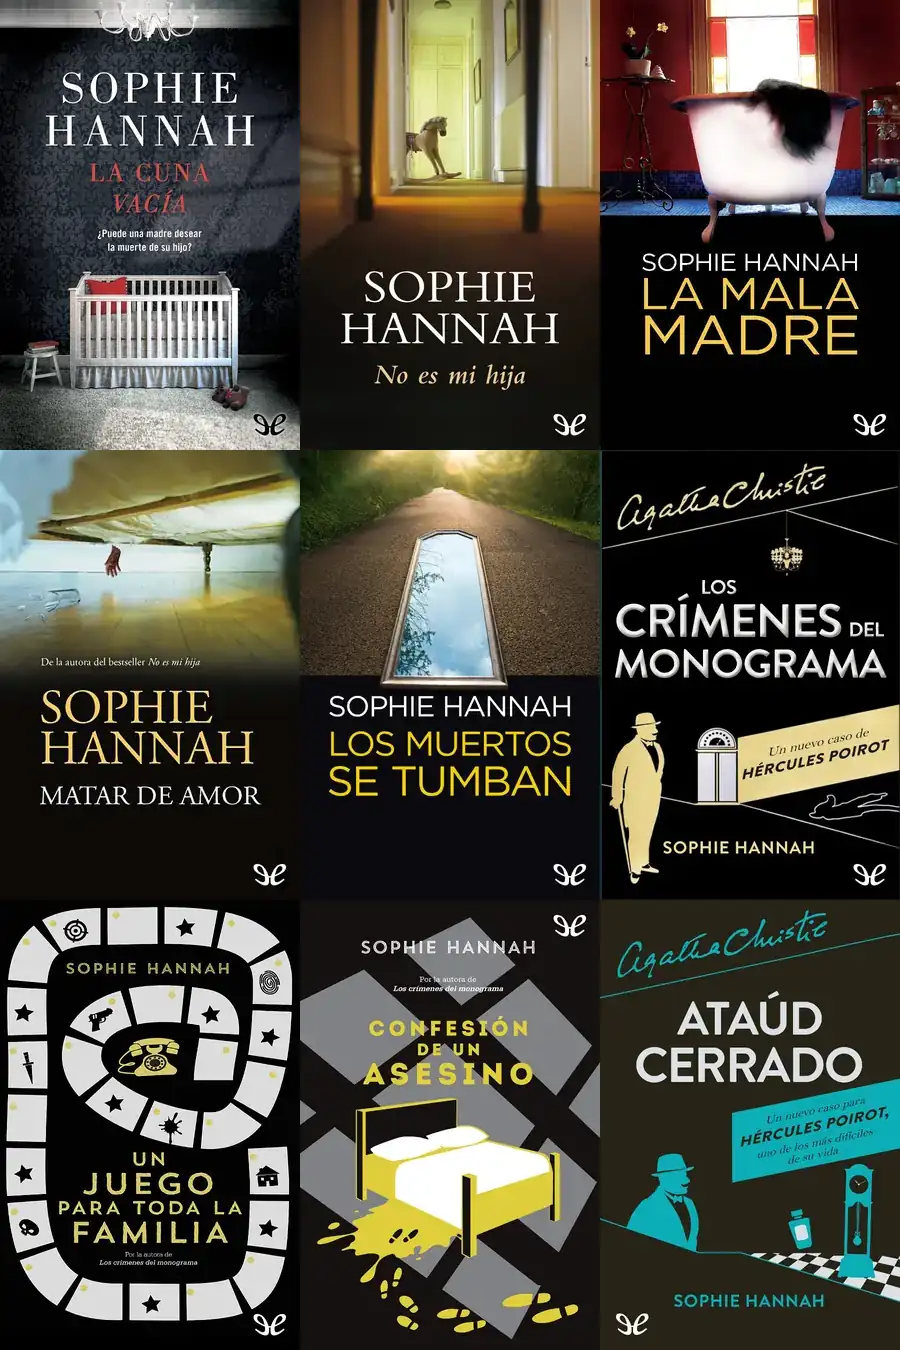 SOPHIE
HANNAH
LA CUNA
VACÍA
¿Puede una madre desear
la muerte de su hijo?
SOPHIE
HANNAH
No es mi hija
SOPHIE HANNAH
LA MALA
MADRE
De la autora del bestseller No es mi hija
SOPHIE
HANNAH
MATAR DE AMOR
SOPHIE HANNAH
LOS MUERTOS
SE TUMBAN
Agatha Christie
LOS
CRÍMENES DEL
MONOGRAMA
Un nuevo caso de
HÉRCULES POIROT
SOPHIE HANNAH
SOPHIE HANNAH
UN
JUEGO
PARA TODA LA
FAMILIA
Por la autora de
Los crímenes del monograma
SOPHIE HANNAH
Por la autora de
Los crímenes del monograma
CONFESIÓN
DE UN
ASESINO
Agatha Christie
ATAÚD
CERRADO
Un nuevo caso para
HÉRCULES POIROT,
uno de los más difíciles
de su vida
SOPHIE HANNAH